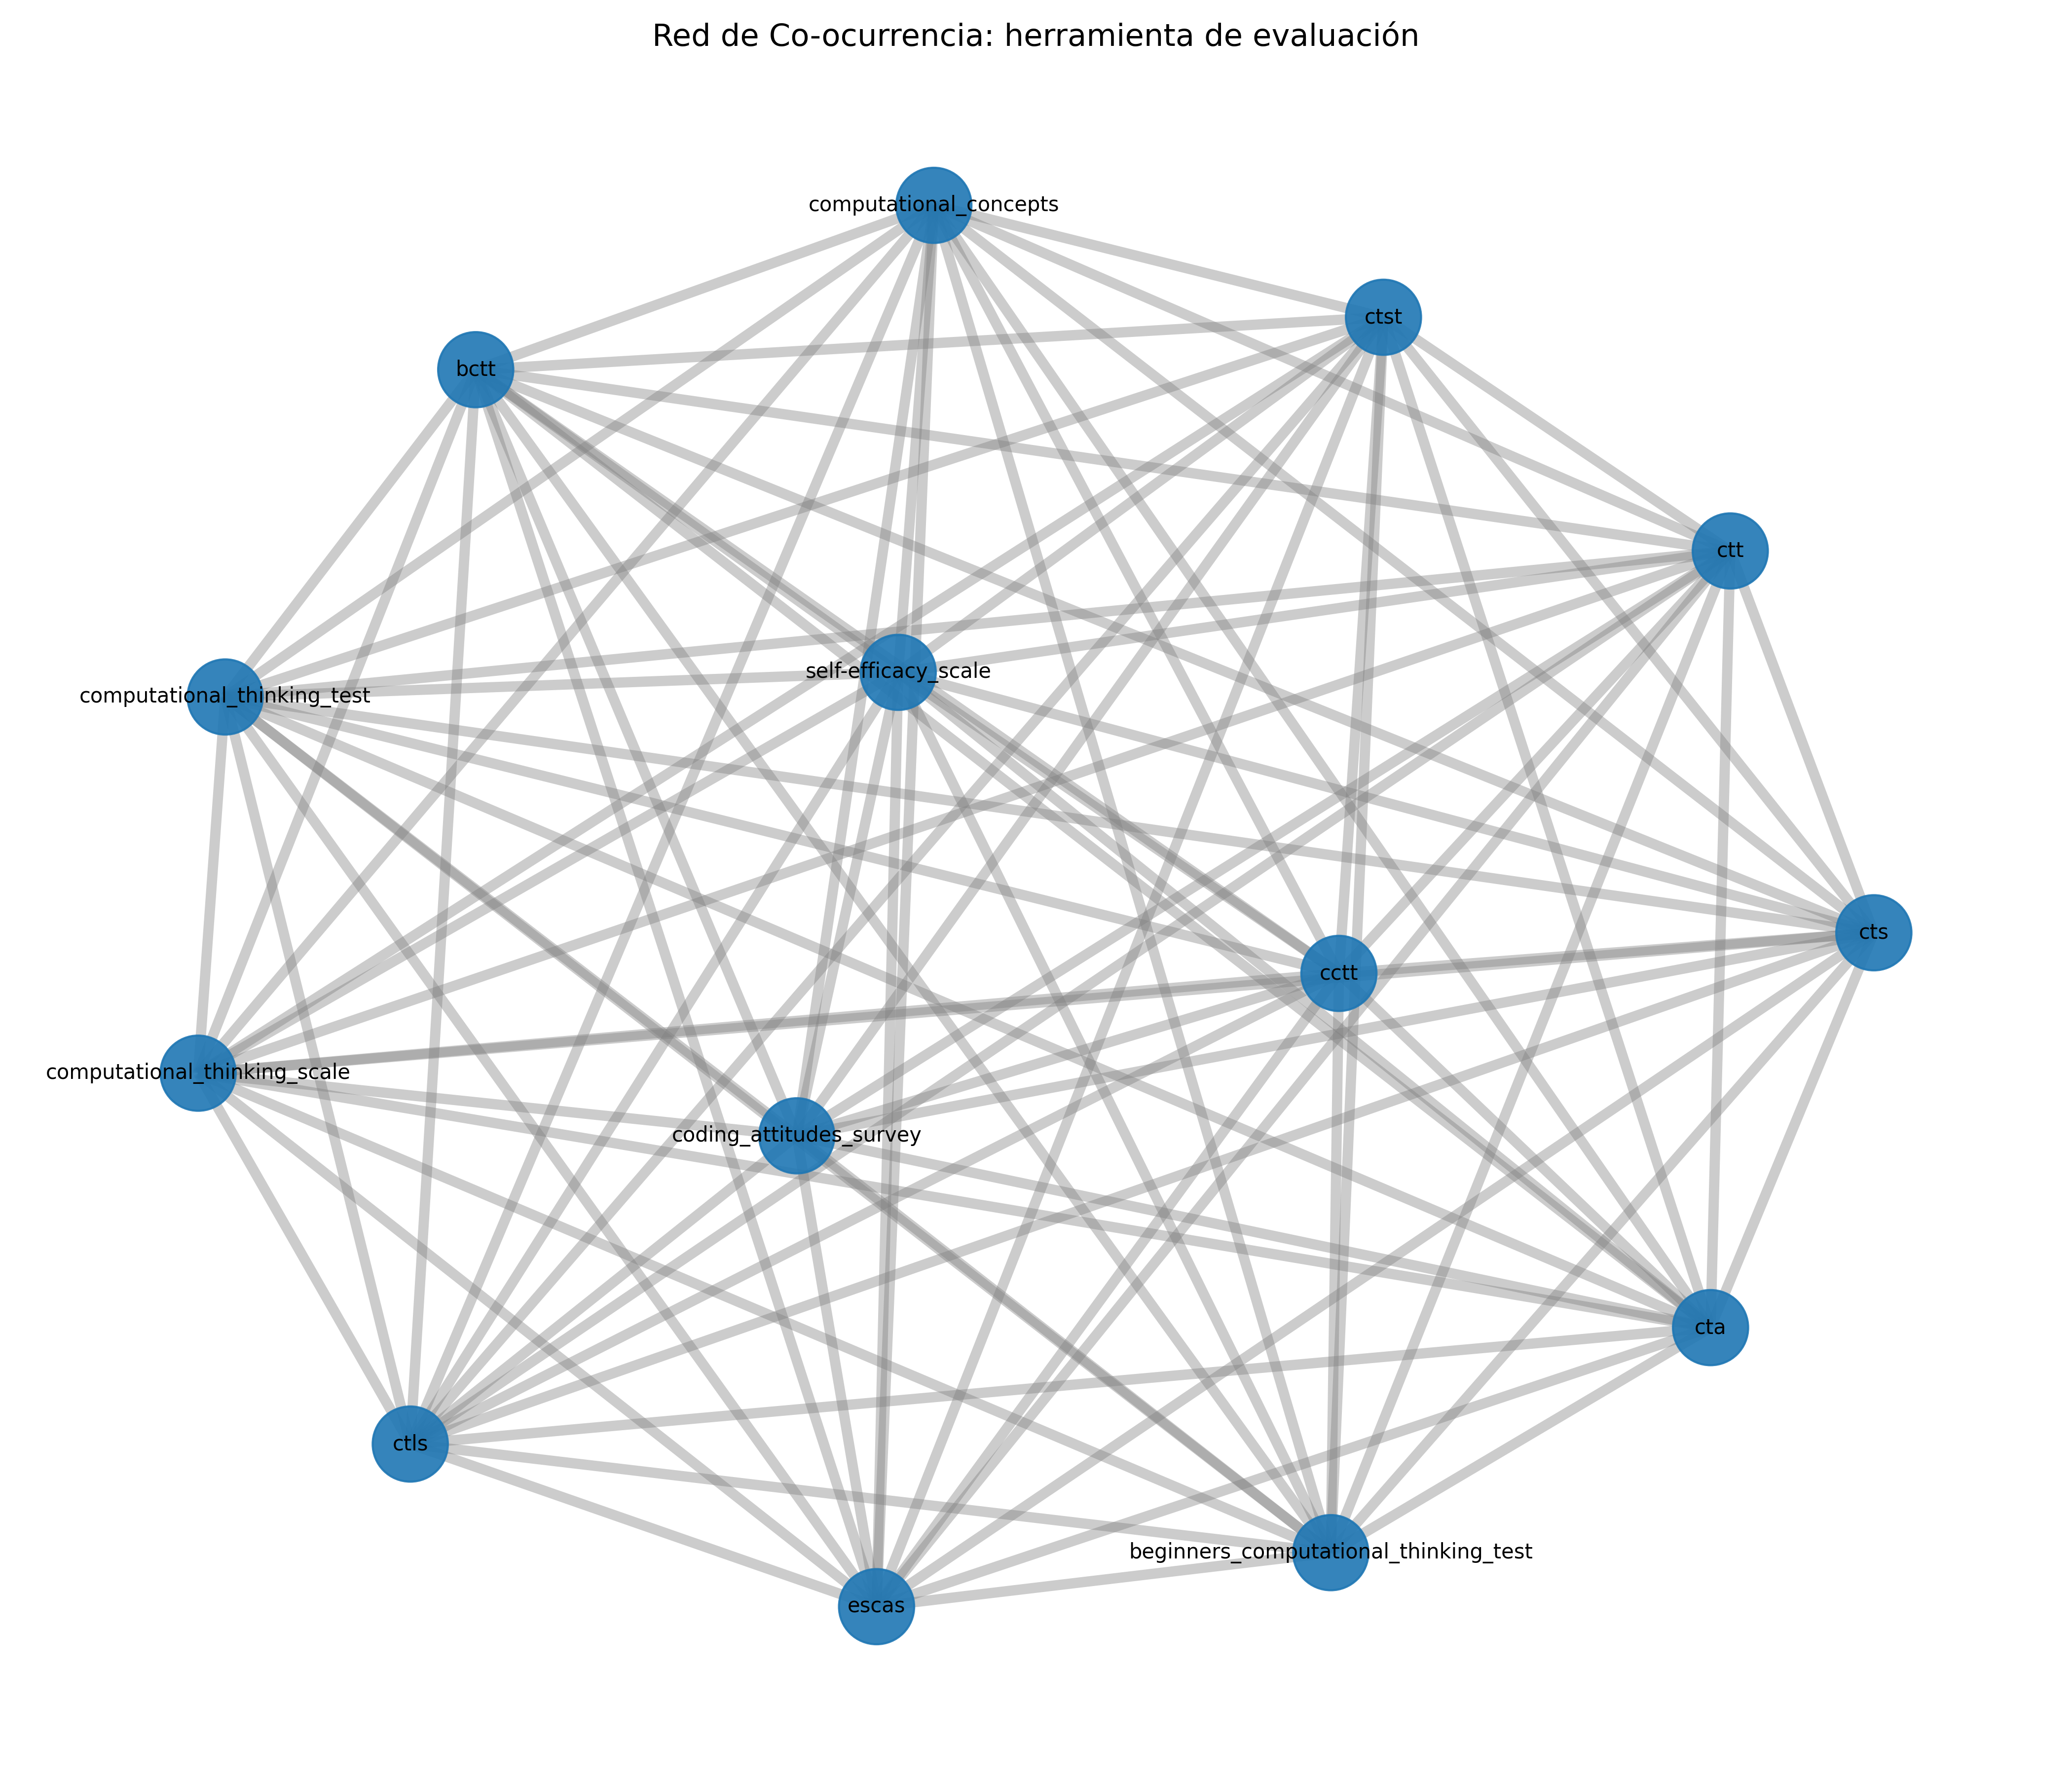 Red de Co-ocurrencia: herramienta de evaluación
computational_concepts
ctst
bctt
ctt
self-efficacy_scale
computational_thinking_test
cts
cctt
computational_thinking_scale
coding_attitudes_survey
cta
ctls
beginners_computational_thinking_test
escas